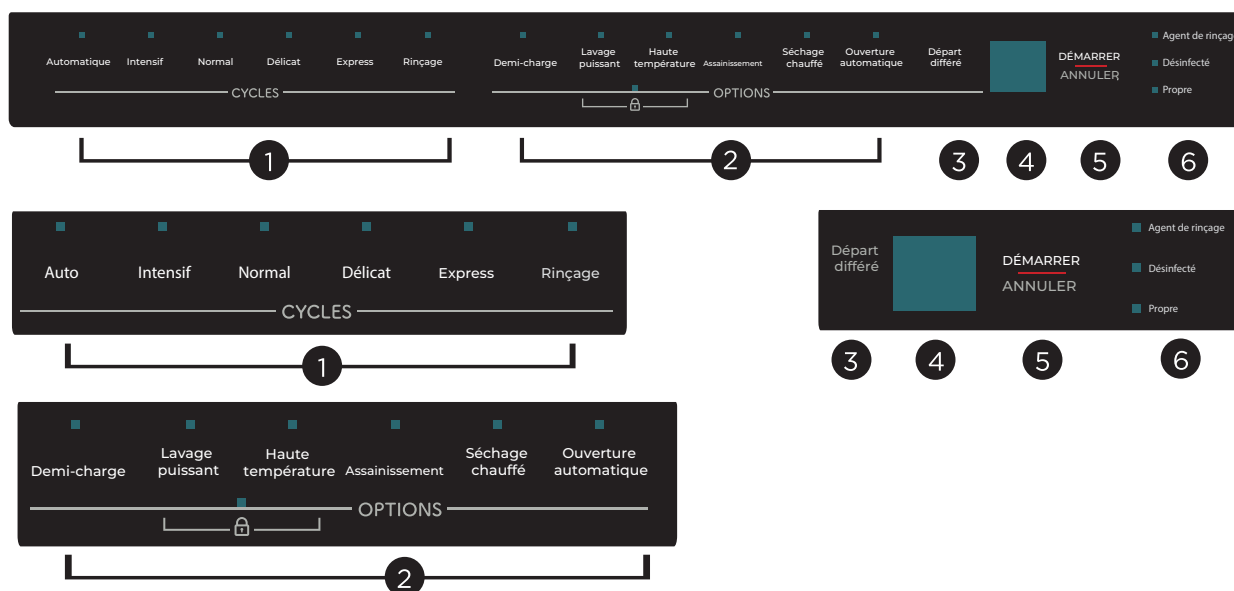 Automatique Intensif Normal Délicat Express Rinçage
CYCLES
Demi-charge Lavage puissant Haute température Assainissement Séchage chauffé Ouverture automatique Départ différé
OPTIONS
DÉMARRER
ANNULER
Agent de rinçage
Désinfecté
Propre
1 2 3 4 5 6
Auto Intensif Normal Délicat Express Rinçage
CYCLES
1
Départ
différé
DÉMARRER
ANNULER
Agent de rinçage
Désinfecté
Propre
3 4 5 6
Demi-charge Lavage puissant Haute température Assainissement Séchage chauffé Ouverture automatique
OPTIONS
2